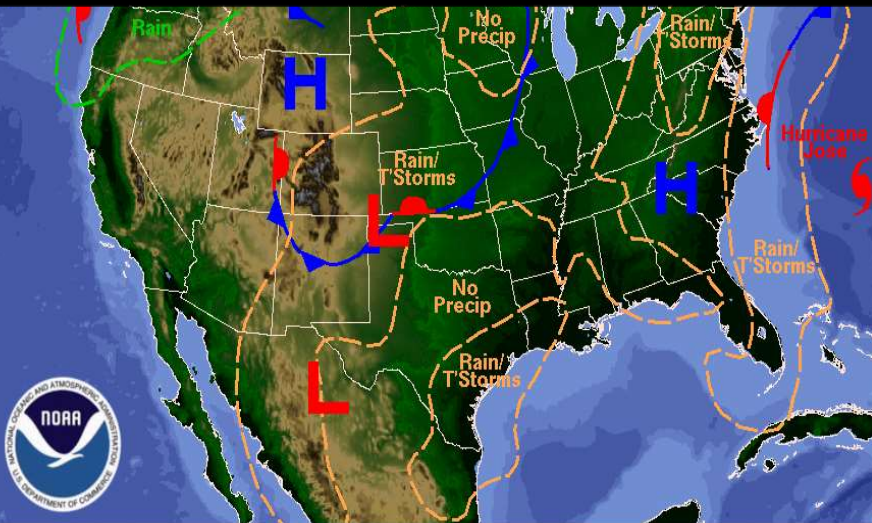 No
Precip
Rain/
T'Storms
Rain
H
Hurricane
Jose
Rain/
T'Storms
H
L
Rain/
T'Storms
No
Precip
Rain/
T'Storms
L
NATIONAL OCEANIC AND ATMOSPHERIC ADMINISTRATION
NOAA
U.S. DEPARTMENT OF COMMERCE